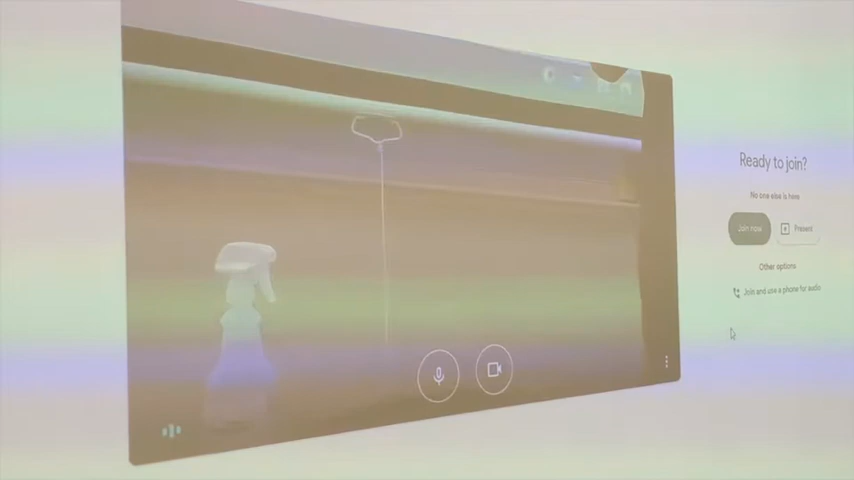 Ready to join?
No one else is here
Join now
Present
Other options
Join and use a phone for audio